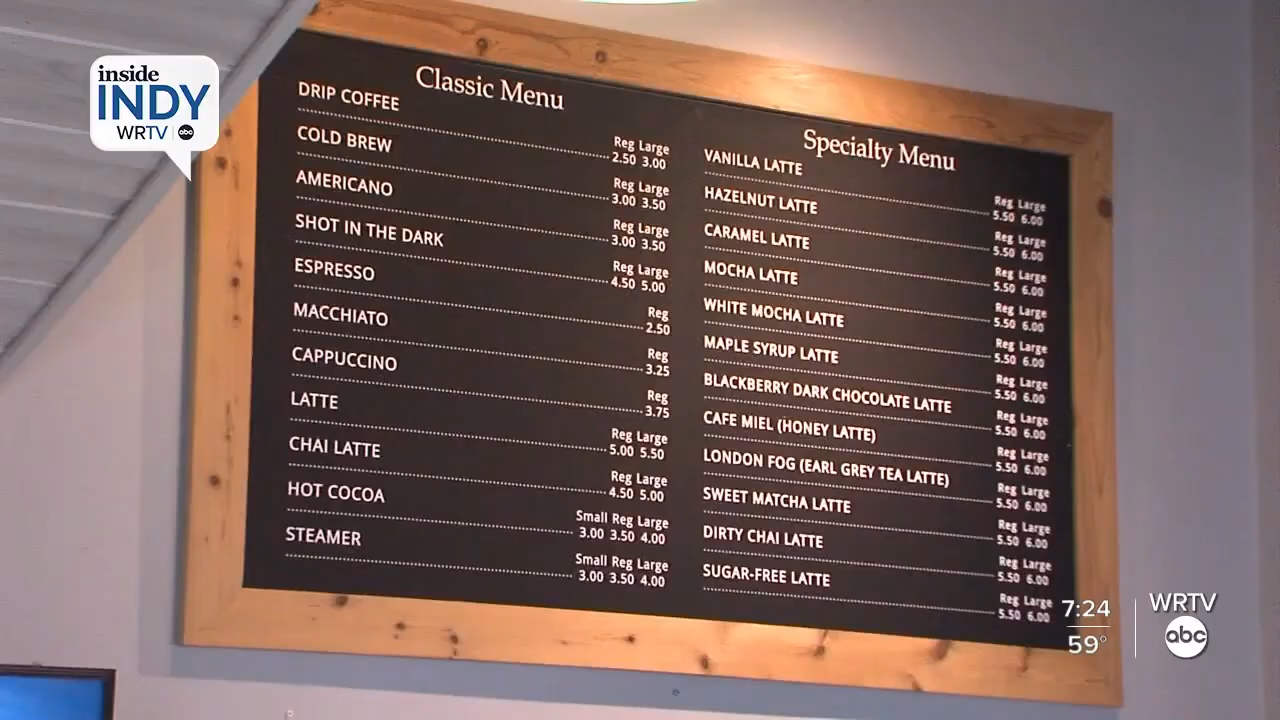 inside
INDY
WRTV abc
Classic Menu
DRIP COFFEE
Reg Large
2.50 3.00
COLD BREW
Reg Large
3.00 3.50
AMERICANO
Reg Large
3.00 3.50
SHOT IN THE DARK
Reg Large
4.50 5.00
ESPRESSO
Reg
2.50
MACCHIATO
Reg
3.25
CAPPUCCINO
Reg
3.75
LATTE
Reg Large
5.00 5.50
CHAI LATTE
Reg Large
4.50 5.00
HOT COCOA
Small Reg Large
3.00 3.50 4.00
STEAMER
Small Reg Large
3.00 3.50 4.00
Specialty Menu
VANILLA LATTE
Reg Large
5.50 6.00
HAZELNUT LATTE
Reg Large
5.50 6.00
CARAMEL LATTE
Reg Large
5.50 6.00
MOCHA LATTE
Reg Large
5.50 6.00
WHITE MOCHA LATTE
Reg Large
5.50 6.00
MAPLE SYRUP LATTE
Reg Large
5.50 6.00
BLACKBERRY DARK CHOCOLATE LATTE
Reg Large
5.50 6.00
CAFE MIEL (HONEY LATTE)
Reg Large
5.50 6.00
LONDON FOG (EARL GREY TEA LATTE)
Reg Large
5.50 6.00
SWEET MATCHA LATTE
Reg Large
5.50 6.00
DIRTY CHAI LATTE
Reg Large
5.50 6.00
SUGAR-FREE LATTE
Reg Large
5.50 6.00
7:24
59°
WRTV
abc